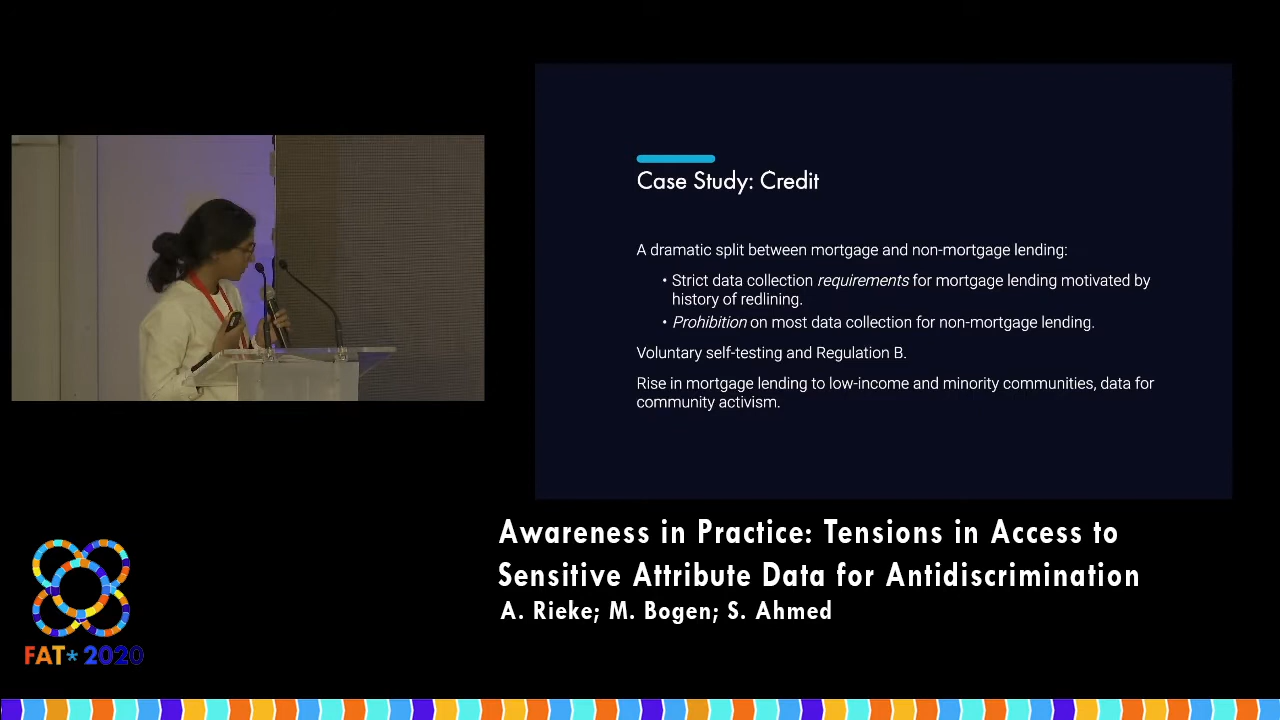 Case Study: Credit
A dramatic split between mortgage and non-mortgage lending:
• Strict data collection requirements for mortgage lending motivated by
history of redlining.
• Prohibition on most data collection for non-mortgage lending.
Voluntary self-testing and Regulation B.
Rise in mortgage lending to low-income and minority communities, data for
community activism.
Awareness in Practice: Tensions in Access to
Sensitive Attribute Data for Antidiscrimination
A. Rieke; M. Bogen; S. Ahmed
FAT* 2020